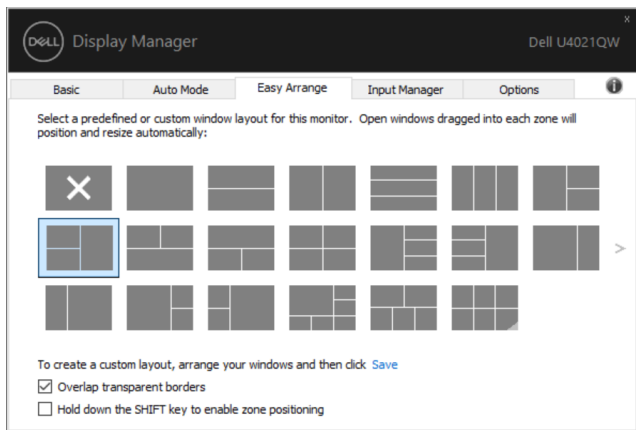 x
DELL Display Manager
Dell U4021QW
Basic Auto Mode Easy Arrange Input Manager Options i
Select a predefined or custom window layout for this monitor. Open windows dragged into each zone will
position and resize automatically:
>
To create a custom layout, arrange your windows and then click Save
Overlap transparent borders
Hold down the SHIFT key to enable zone positioning